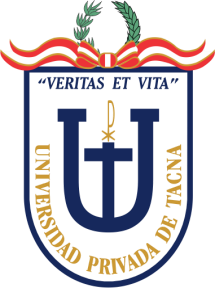 "VERITAS ET VITA"
UNIVERSIDAD PRIVADA DE TACNA